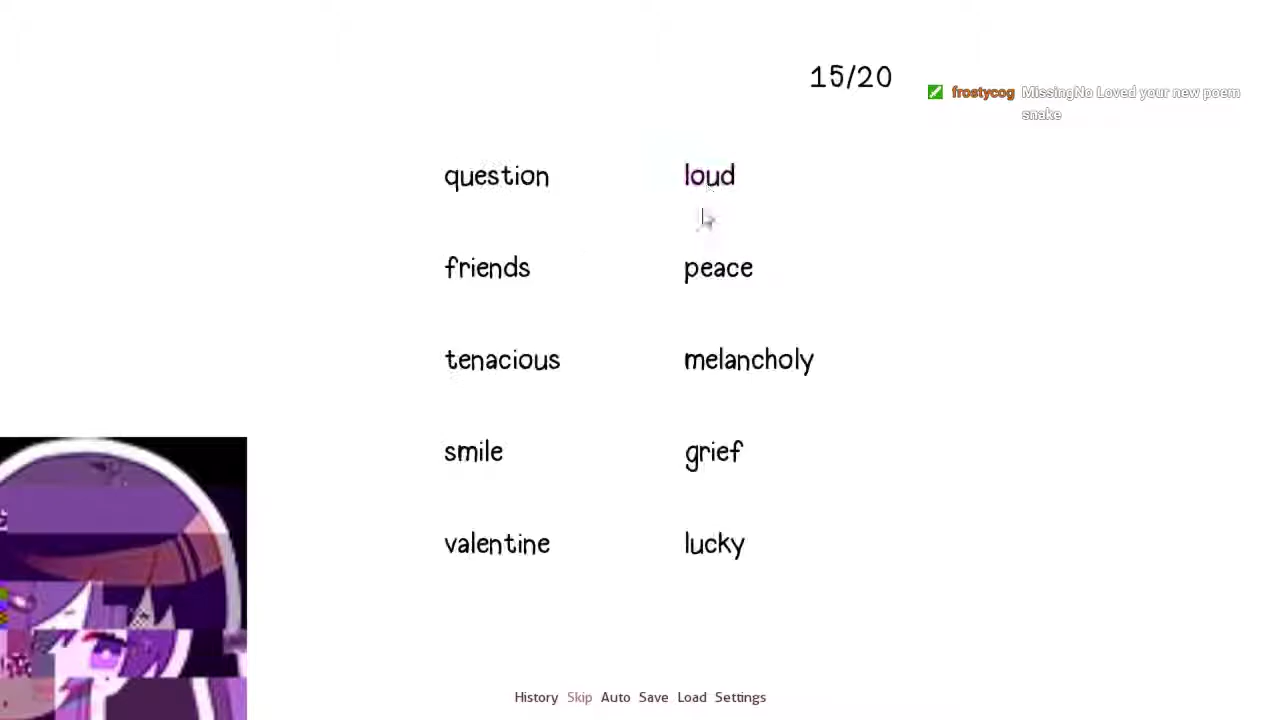 15/20
frostycog MissingNo Loved your new poem
snake
question loud
friends peace
tenacious melancholy
smile grief
valentine lucky
History Skip Auto Save Load Settings